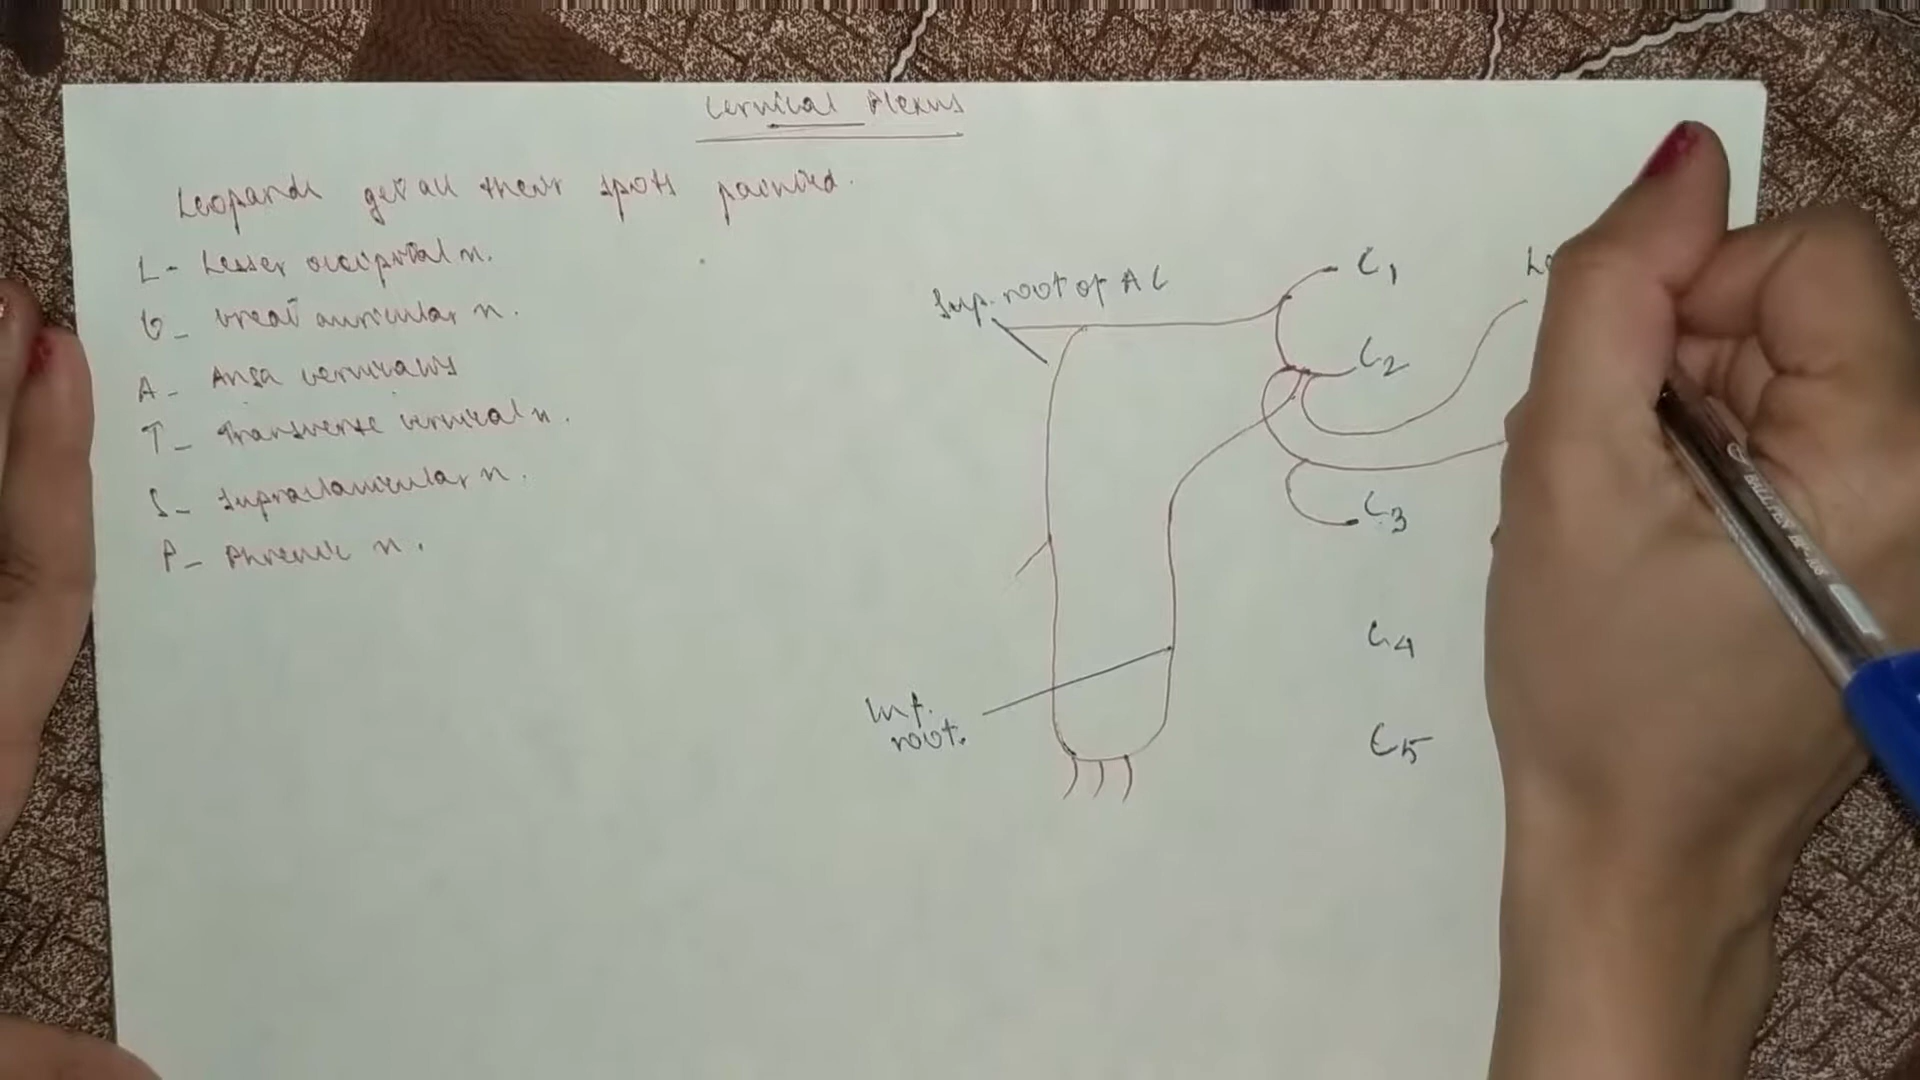 Cervical Plexus
Leopards get all their spots painted.
L - Lesser occipital n.
G - Great auricular n.
A - Ansa cervicalis
T - Transverse cervical n.
S - Supraclavicular n.
P - Phrenic n.
Sup. root of AC
C1
Le
C2
C3
C4
Inf.
root.
C5